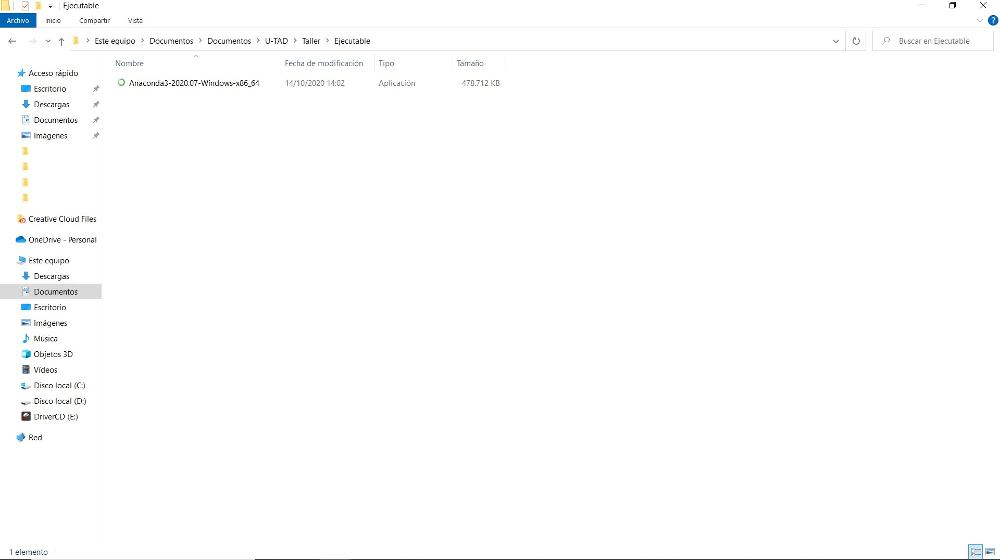 Ejecutable
Archivo Inicio Compartir Vista
Este equipo Documentos Documentos U-TAD Taller Ejecutable
Buscar en Ejecutable
Nombre Fecha de modificación Tipo Tamaño
Anaconda3-2020.07-Windows-x86_64 14/10/2020 14:02 Aplicación 478.712 KB
Acceso rápido
Escritorio
Descargas
Documentos
Imágenes
Creative Cloud Files
OneDrive - Personal
Este equipo
Descargas
Documentos
Escritorio
Imágenes
Música
Objetos 3D
Vídeos
Disco local (C:)
Disco local (D:)
DriverCD (E:)
Red
1 elemento